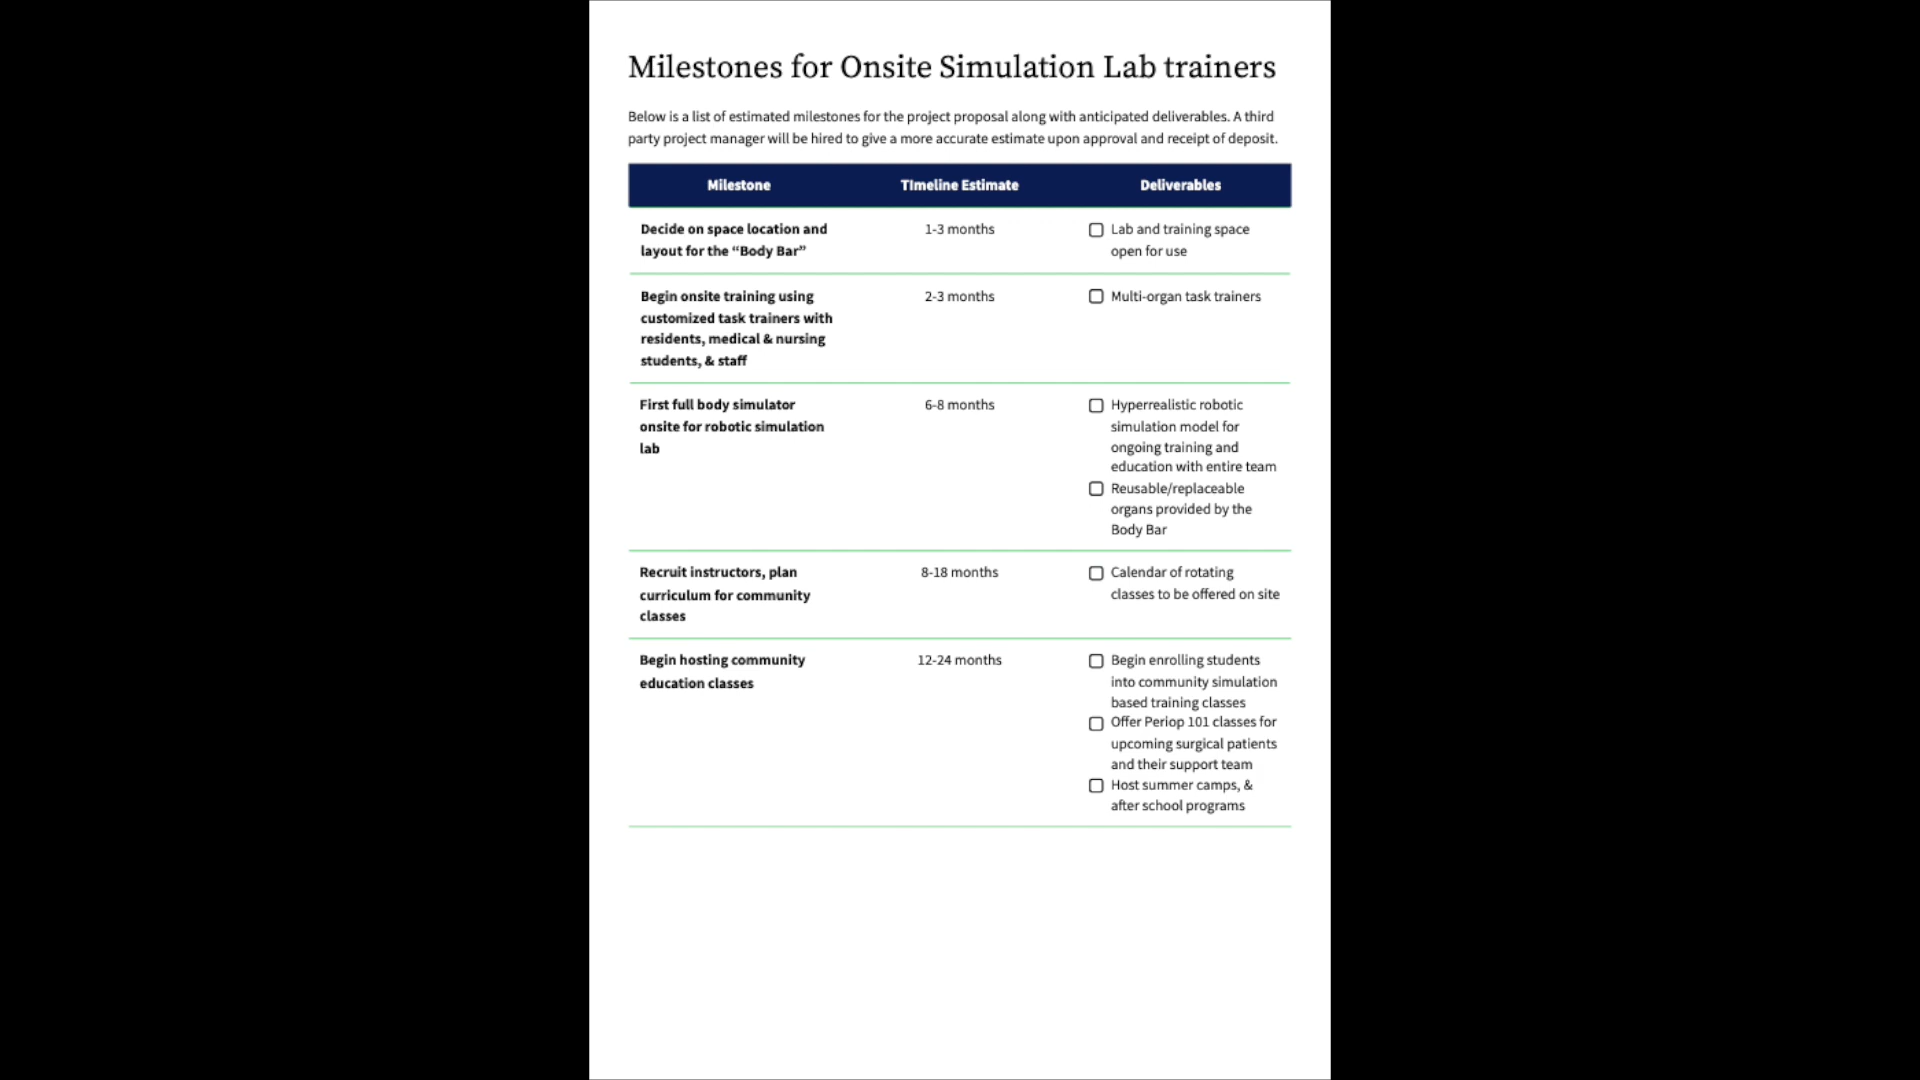 Milestones for Onsite Simulation Lab trainers
Below is a list of estimated milestones for the project proposal along with anticipated deliverables. A third
party project manager will be hired to give a more accurate estimate upon approval and receipt of deposit.
Milestone
TImeline Estimate
Deliverables
Decide on space location and
layout for the “Body Bar”
1-3 months
Lab and training space
open for use
Begin onsite training using
customized task trainers with
residents, medical & nursing
students, & staff
2-3 months
Multi-organ task trainers
First full body simulator
onsite for robotic simulation
lab
6-8 months
Hyperrealistic robotic
simulation model for
ongoing training and
education with entire team
Reusable/replaceable
organs provided by the
Body Bar
Recruit instructors, plan
curriculum for community
classes
8-18 months
Calendar of rotating
classes to be offered on site
Begin hosting community
education classes
12-24 months
Begin enrolling students
into community simulation
based training classes
Offer Periop 101 classes for
upcoming surgical patients
and their support team
Host summer camps, &
after school programs